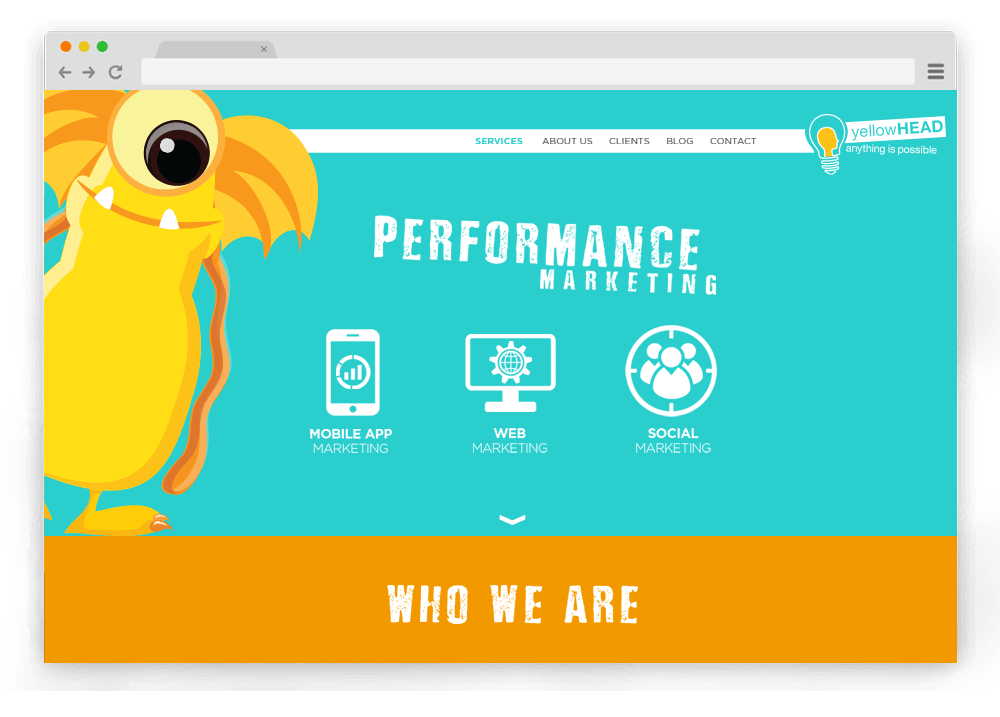 SERVICES ABOUT US CLIENTS BLOG CONTACT
yellowHEAD
anything is possible
PERFORMANCE
MARKETING
MOBILE APP
MARKETING
WEB
MARKETING
SOCIAL
MARKETING
WHO WE ARE